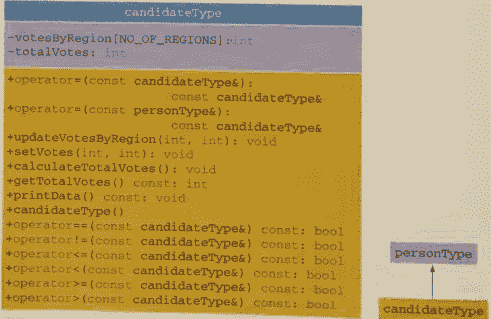 candidateType
-votesByRegion[NO_OF_REGIONS]:int
-totalVotes: int
+operator=(const candidateType&):
const candidateType&
+operator=(const personType&):
const candidateType&
+updateVotesByRegion(int, int): void
+setVotes(int, int): void
+calculateTotalVotes(): void
+getTotalVotes() const: int
+printData() const: void
+candidateType()
+operator==(const candidateType&) const: bool
+operator!=(const candidateType&) const: bool
+operator<=(const candidateType&) const: bool
+operator<(const candidateType&) const: bool
+operator>=(const candidateType&) const: bool
+operator>(const candidateType&) const: bool
personType
candidateType